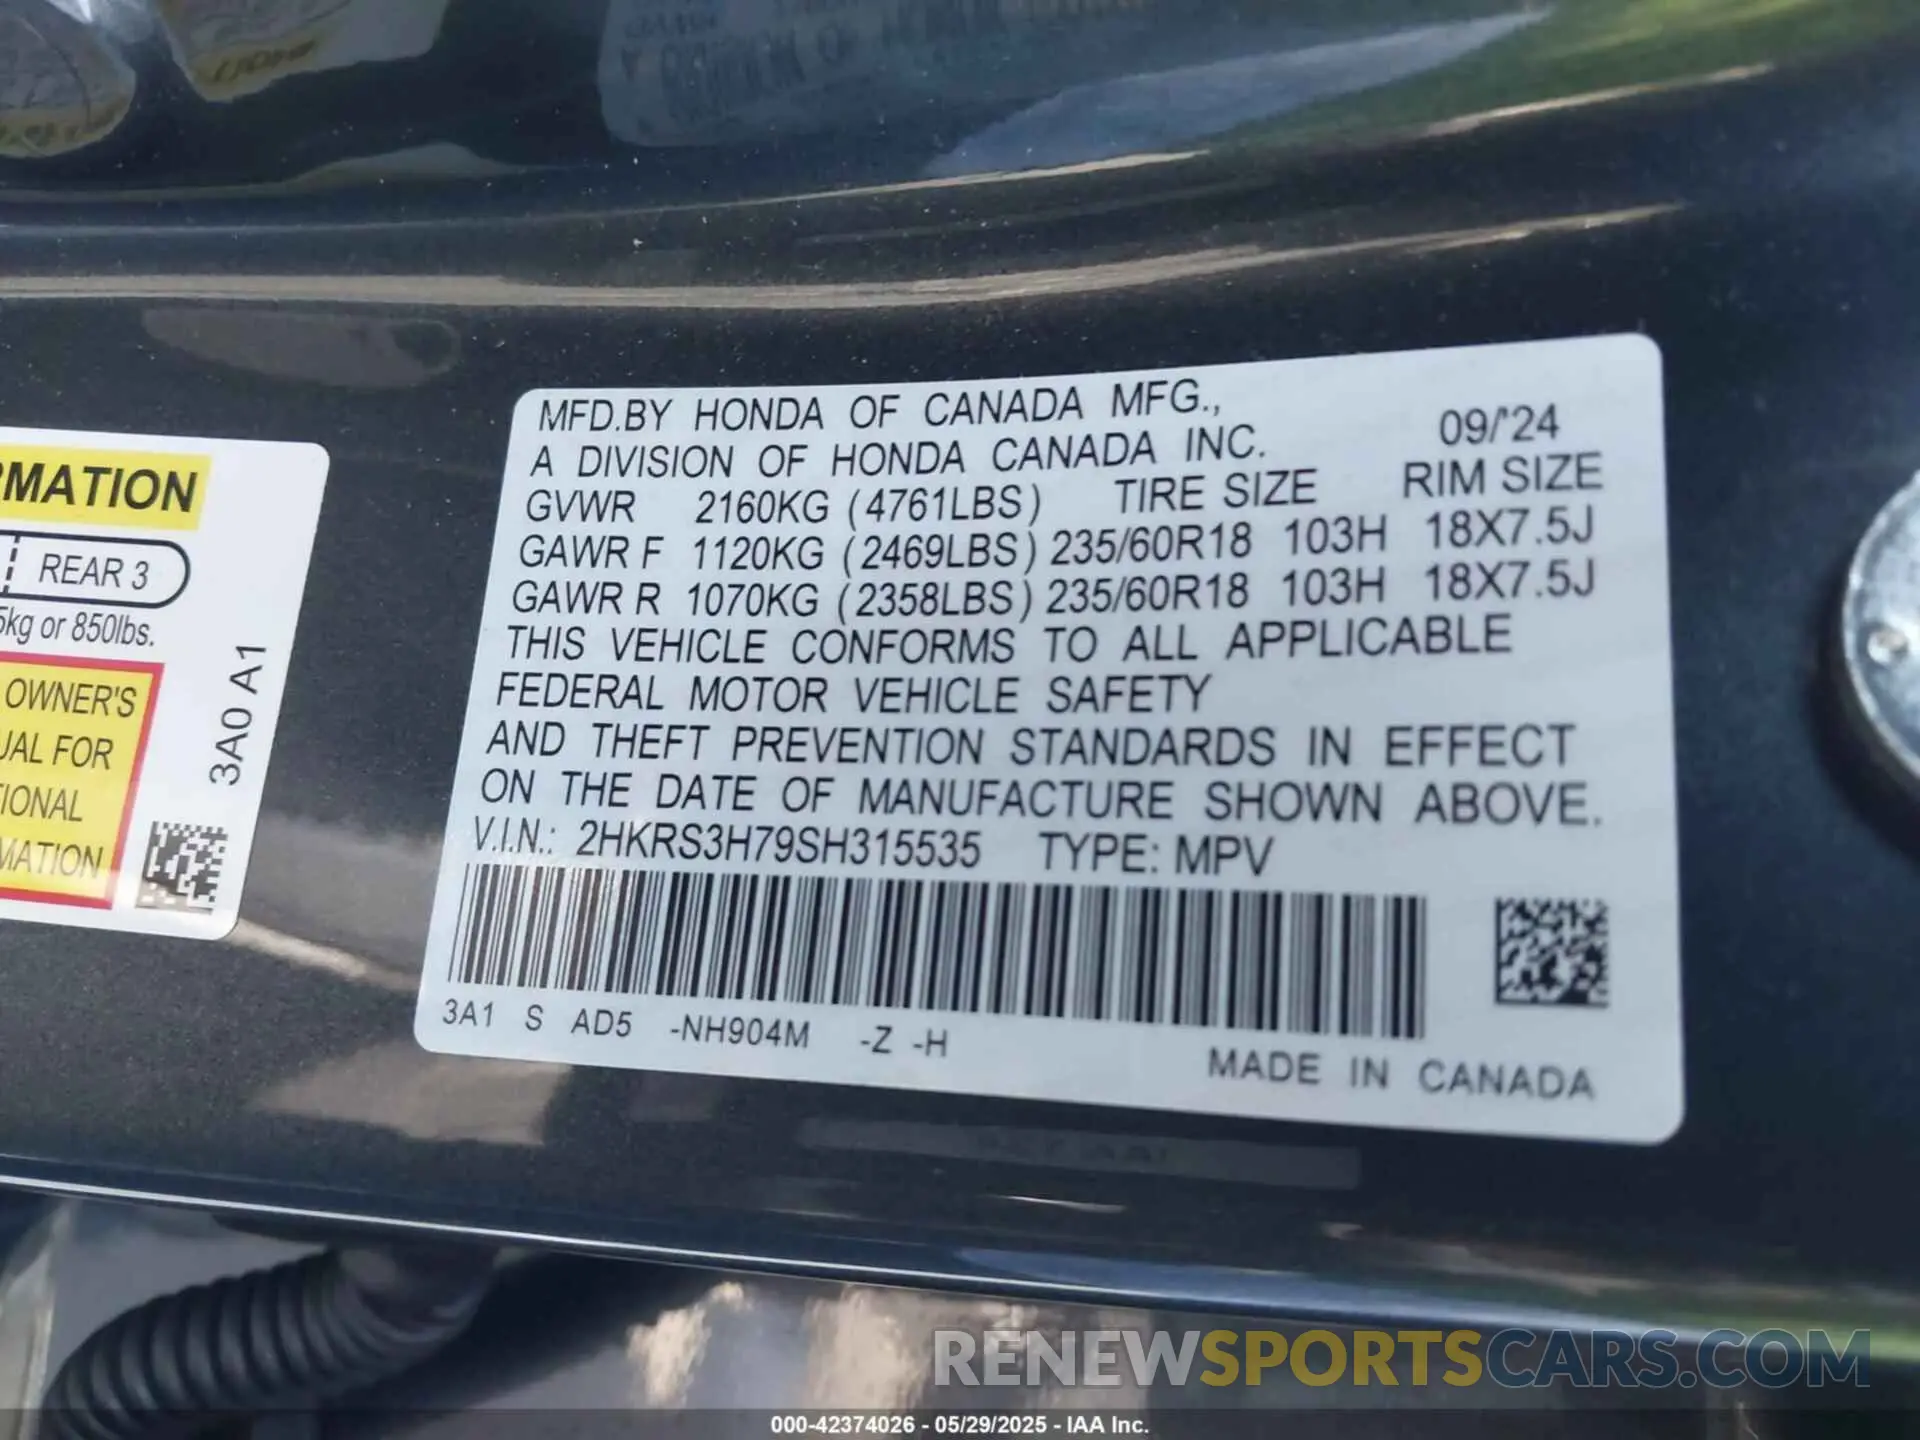 MFD.BY HONDA OF CANADA MFG.,
A DIVISION OF HONDA CANADA INC. 09/'24
GVWR 2160KG (4761LBS) TIRE SIZE RIM SIZE
GAWR F 1120KG (2469LBS) 235/60R18 103H 18X7.5J
GAWR R 1070KG (2358LBS) 235/60R18 103H 18X7.5J
THIS VEHICLE CONFORMS TO ALL APPLICABLE
FEDERAL MOTOR VEHICLE SAFETY
AND THEFT PREVENTION STANDARDS IN EFFECT
ON THE DATE OF MANUFACTURE SHOWN ABOVE.
V.I.N.: 2HKRS3H79SH315535 TYPE: MPV
3A1 S AD5 -NH904M -Z -H
MADE IN CANADA
RMATION
REAR 3
5kg or 850lbs.
OWNER'S
UAL FOR
TIONAL
MATION
3A0 A1
RENEWSPORTSCARS.COM
000-42374026 - 05/29/2025 - IAA Inc.